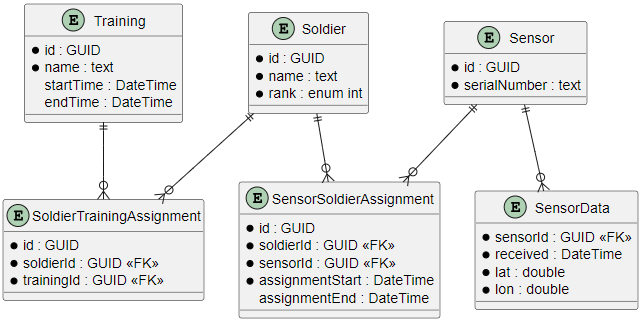 E Training
id : GUID
name : text
startTime : DateTime
endTime : DateTime
E Soldier
id : GUID
name : text
rank : enum int
E Sensor
id : GUID
serialNumber : text
E SoldierTrainingAssignment
id : GUID
soldierId : GUID «FK»
trainingId : GUID «FK»
E SensorSoldierAssignment
id : GUID
soldierId : GUID «FK»
sensorId : GUID «FK»
assignmentStart : DateTime
assignmentEnd : DateTime
E SensorData
sensorId : GUID «FK»
received : DateTime
lat : double
lon : double